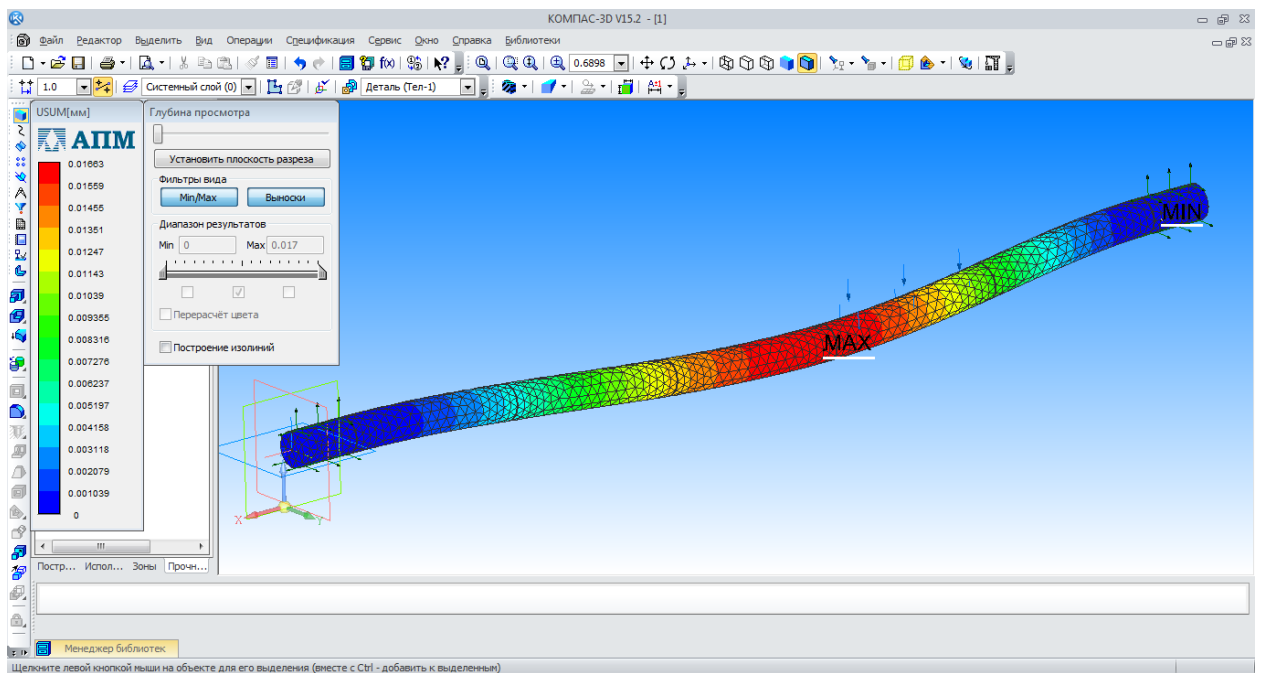 КОМПАС-3D V15.2 - [1]
Файл Редактор Выделить Вид Операции Спецификация Сервис Окно Справка Библиотеки
0.6898
1.0 Системный слой (0) Деталь (Тел-1)
USUM[мм]
АПМ
0.01663
0.01559
0.01455
0.01351
0.01247
0.01143
0.01039
0.009355
0.008316
0.007276
0.006237
0.005197
0.004158
0.003118
0.002079
0.001039
0
Глубина просмотра
Установить плоскость разреза
Фильтры вида
Min/Max Выноски
Диапазон результатов
Min 0 Max 0.017
Перерасчёт цвета
Построение изолиний
MIN
MAX
X Y
Постр... Испол... Зоны Прочн...
Менеджер библиотек
Щелкните левой кнопкой мыши на объекте для его выделения (вместе с Ctrl - добавить к выделенным)